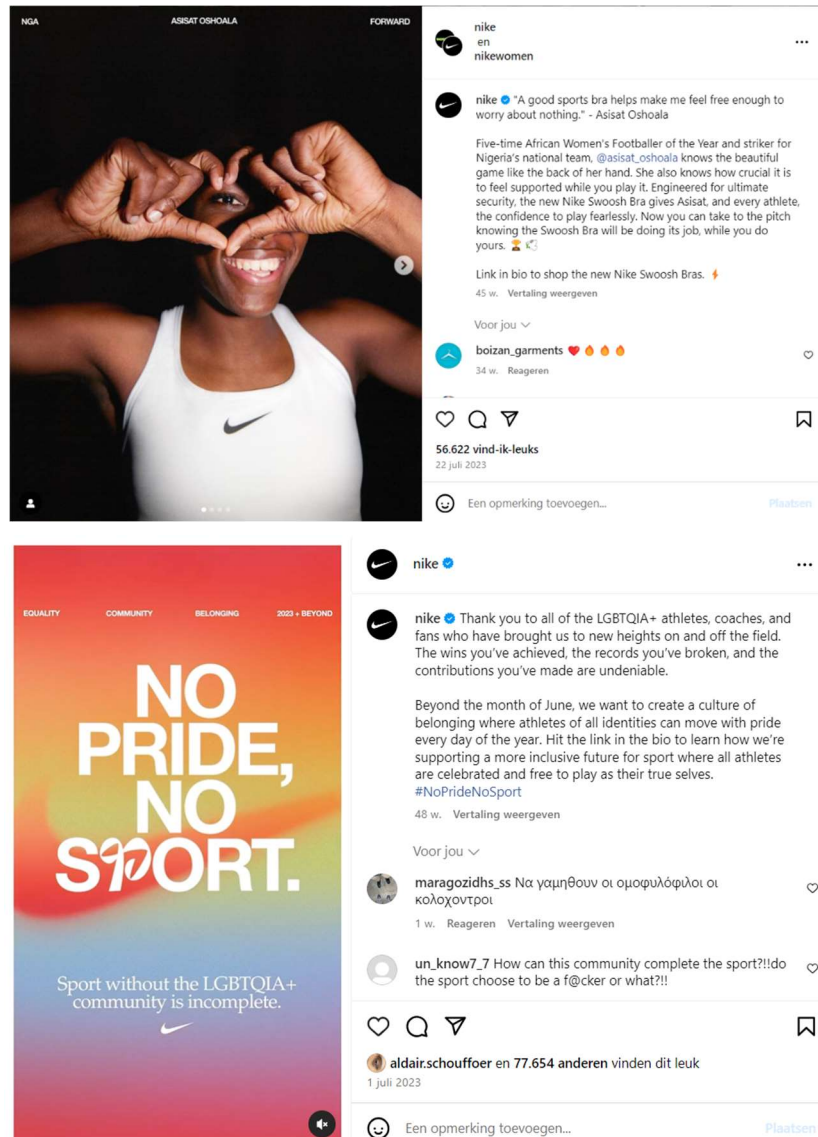 NGA ASISAT OSHOALA FORWARD
nike
en
nikewomen
nike "A good sports bra helps make me feel free enough to
worry about nothing." - Asisat Oshoala
Five-time African Women's Footballer of the Year and striker for
Nigeria's national team, @asisat_oshoala knows the beautiful
game like the back of her hand. She also knows how crucial it is
to feel supported while you play it. Engineered for ultimate
security, the new Nike Swoosh Bra gives Asisat, and every athlete,
the confidence to play fearlessly. Now you can take to the pitch
knowing the Swoosh Bra will be doing its job, while you do
yours. 🏆
Link in bio to shop the new Nike Swoosh Bras. ⚡
45 w. Vertaling weergeven
Voor jou
boizan_garments ❤️🔥🔥🔥
34 w. Reageren
56.622 vind-ik-leuks
22 juli 2023
Een opmerking toevoegen... Plaatsen
EQUALITY COMMUNITY BELONGING 2023 + BEYOND
NO
PRIDE,
NO
SPORT.
Sport without the LGBTQIA+
community is incomplete.
nike
nike Thank you to all of the LGBTQIA+ athletes, coaches, and
fans who have brought us to new heights on and off the field.
The wins you've achieved, the records you've broken, and the
contributions you've made are undeniable.
Beyond the month of June, we want to create a culture of
belonging where athletes of all identities can move with pride
every day of the year. Hit the link in the bio to learn how we're
supporting a more inclusive future for sport where all athletes
are celebrated and free to play as their true selves.
#NoPrideNoSport
48 w. Vertaling weergeven
Voor jou
maragozidhs_ss Να γαμηθουν οι ομοφυλόφιλοι οι
κολοχοντροι
1 w. Reageren Vertaling weergeven
un_know7_7 How can this community complete the sport?!!do
the sport choose to be a f@cker or what?!!
aldair.schouffoer en 77.654 anderen vinden dit leuk
1 juli 2023
Een opmerking toevoegen... Plaatsen